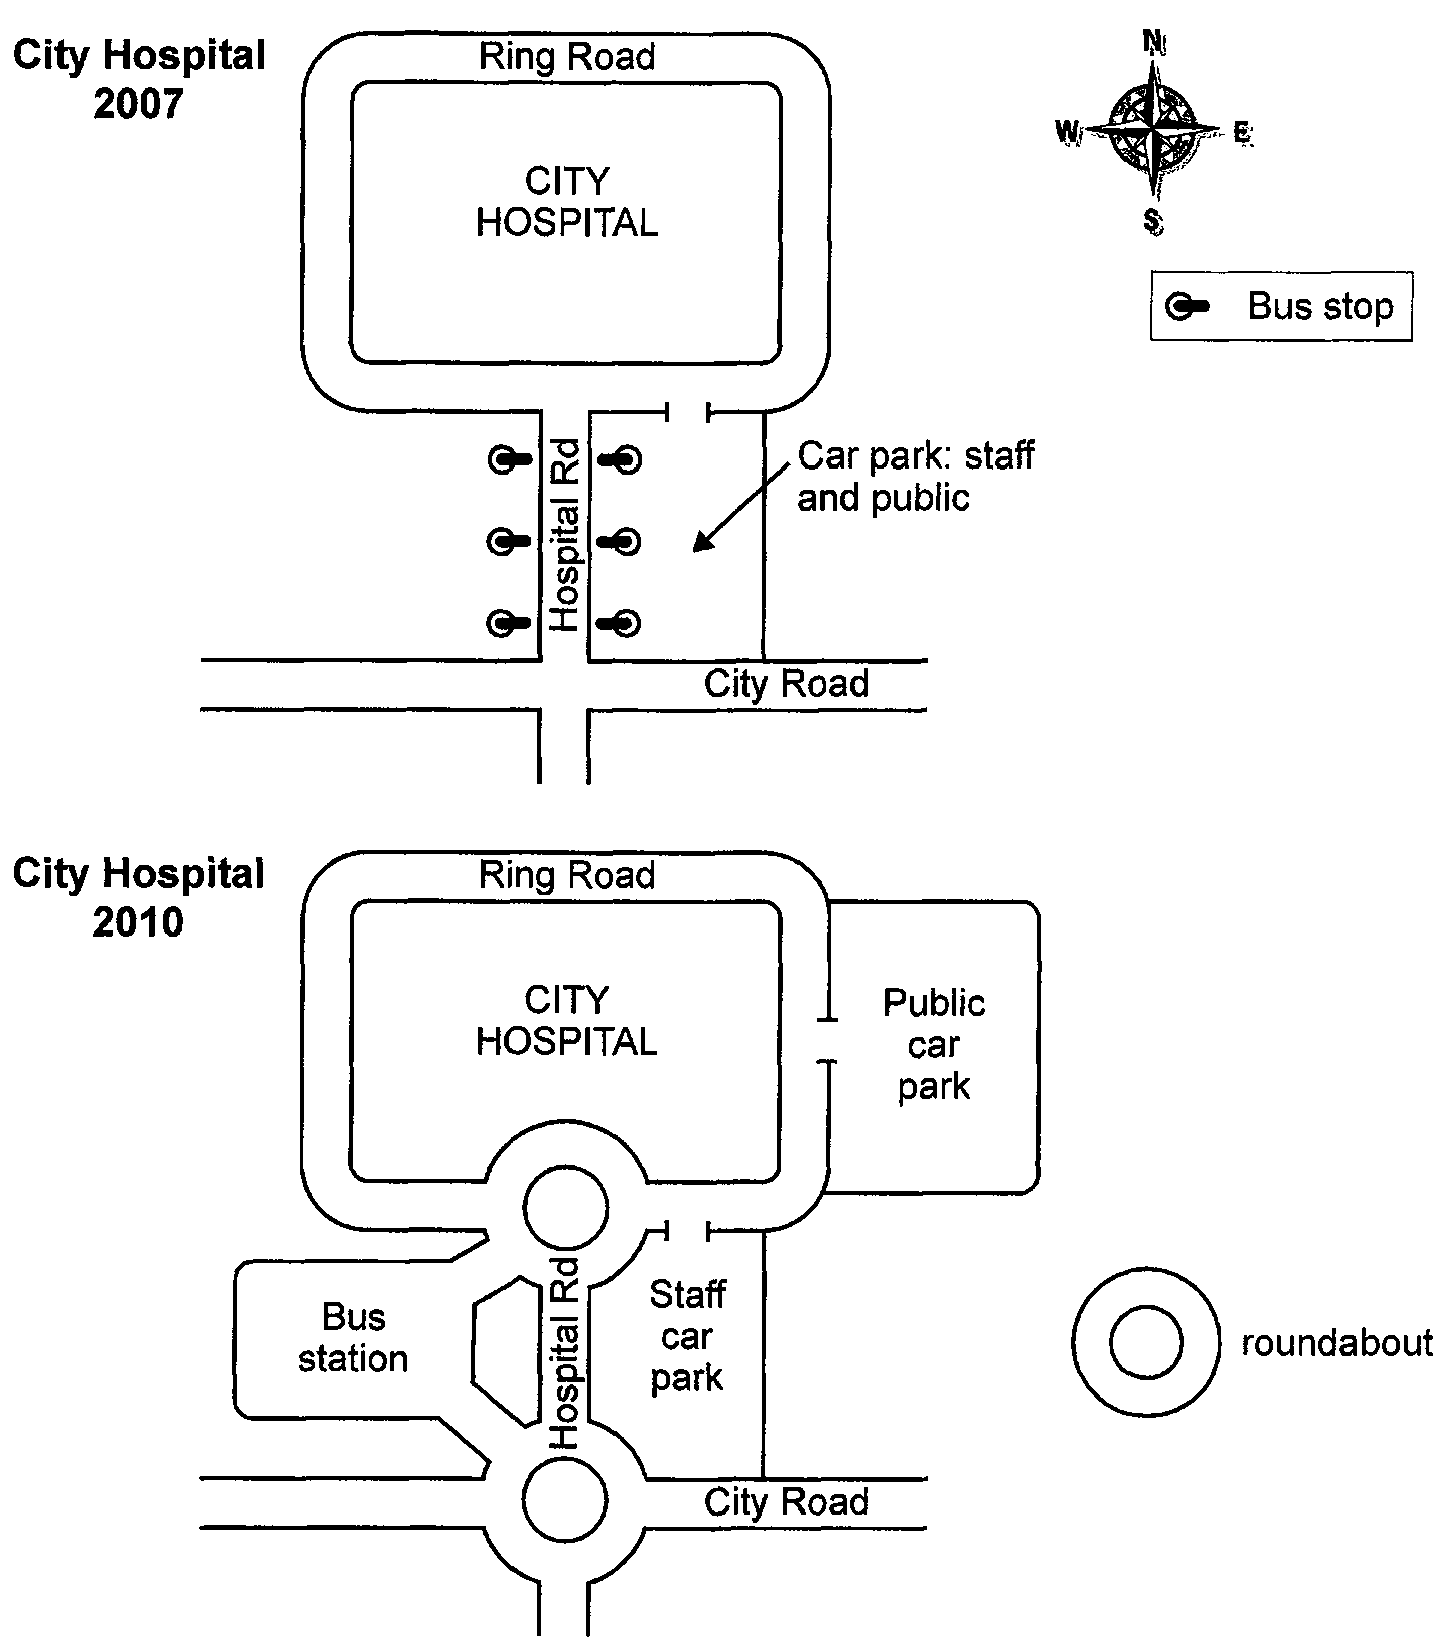 City Hospital
2007
Ring Road
CITY
HOSPITAL
N
W
E
S
Bus stop
Hospital Rd
Car park: staff
and public
City Road
City Hospital
2010
Ring Road
CITY
HOSPITAL
Public
car
park
Bus
station
Hospital Rd
Staff
car
park
roundabout
City Road